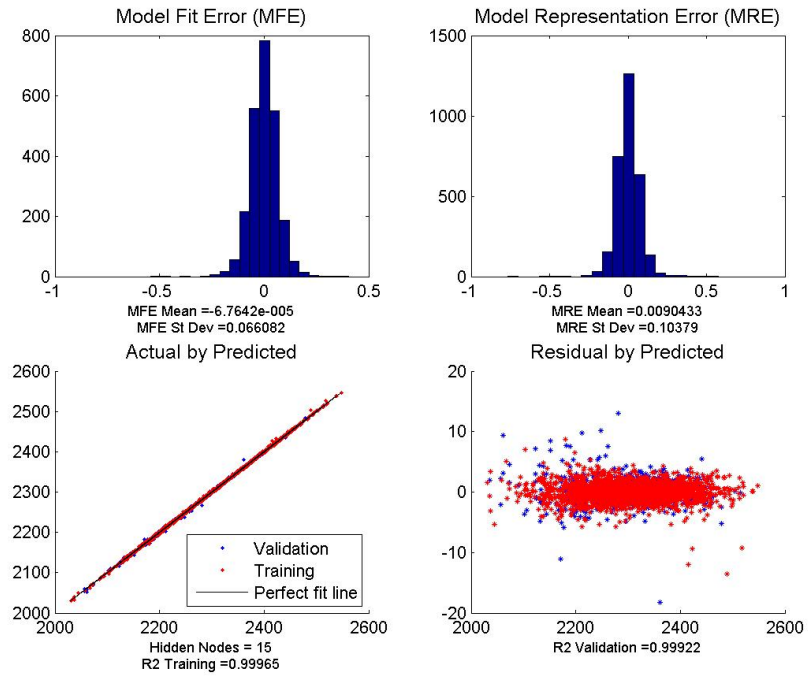 Model Fit Error (MFE)
800
600
400
200
0
-1
-0.5
0
0.5
MFE Mean =-6.7642e-005
MFE St Dev =0.066082
Model Representation Error (MRE)
1500
1000
500
0
-1
-0.5
0
0.5
1
MRE Mean =0.0090433
MRE St Dev =0.10379
Actual by Predicted
2600
2500
2400
2300
2200
2100
2000
2000
2200
2400
2600
Validation
Training
Perfect fit line
Hidden Nodes = 15
R2 Training =0.99965
Residual by Predicted
20
10
0
-10
-20
2000
2200
2400
2600
R2 Validation =0.99922